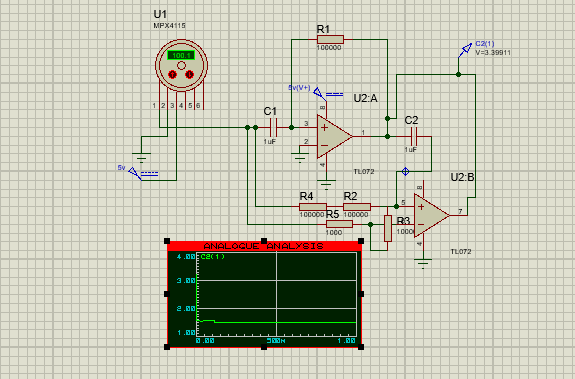 U1
MPX4115
100.1
1 2 3 4 5 6
5v
R1
100000
5v(V+)
U2:A
8
3
2
1
4
TL072
C1
1uF
C2
1uF
C2(1)
V=3.39911
U2:B
8
5
6
7
4
TL072
R4
100000
R2
100000
R5
1000
R3
ANALOGUE ANALYSIS
C2(1)
4.00
3.00
2.00
1.00
0.00
500M
1.00